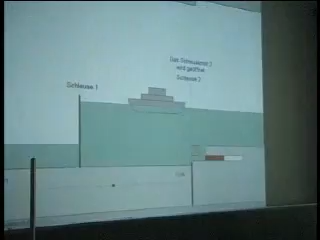 Das Schleusentor 2
wird geöffnet
Schleuse 1
Schleuse 2